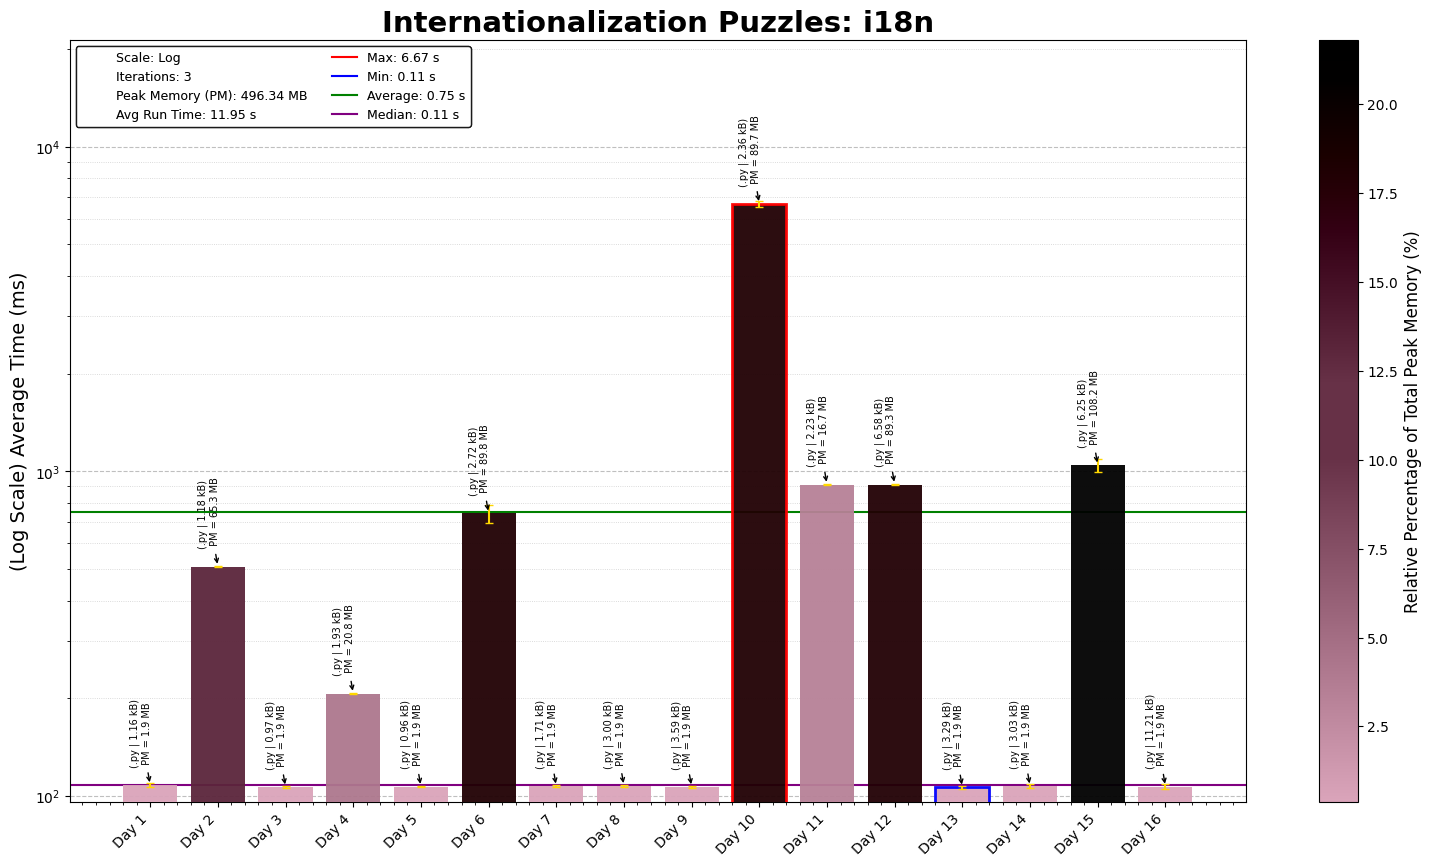 Internationalization Puzzles: i18n
Scale: Log
Iterations: 3
Peak Memory (PM): 496.34 MB
Avg Run Time: 11.95 s
Max: 6.67 s
Min: 0.11 s
Average: 0.75 s
Median: 0.11 s
(Log Scale) Average Time (ms)
10⁴
10³
10²
(.py | 1.16 kB)
PM = 1.9 MB
(.py | 1.18 kB)
PM = 65.3 MB
(.py | 0.97 kB)
PM = 1.9 MB
(.py | 1.93 kB)
PM = 20.8 MB
(.py | 0.96 kB)
PM = 1.9 MB
(.py | 2.72 kB)
PM = 89.8 MB
(.py | 1.71 kB)
PM = 1.9 MB
(.py | 3.00 kB)
PM = 1.9 MB
(.py | 3.59 kB)
PM = 1.9 MB
(.py | 2.36 kB)
PM = 89.7 MB
(.py | 2.23 kB)
PM = 16.7 MB
(.py | 6.58 kB)
PM = 89.3 MB
(.py | 3.29 kB)
PM = 1.9 MB
(.py | 3.03 kB)
PM = 1.9 MB
(.py | 6.25 kB)
PM = 108.2 MB
(.py | 11.21 kB)
PM = 1.9 MB
Day 1
Day 2
Day 3
Day 4
Day 5
Day 6
Day 7
Day 8
Day 9
Day 10
Day 11
Day 12
Day 13
Day 14
Day 15
Day 16
20.0
17.5
15.0
12.5
10.0
7.5
5.0
2.5
Relative Percentage of Total Peak Memory (%)